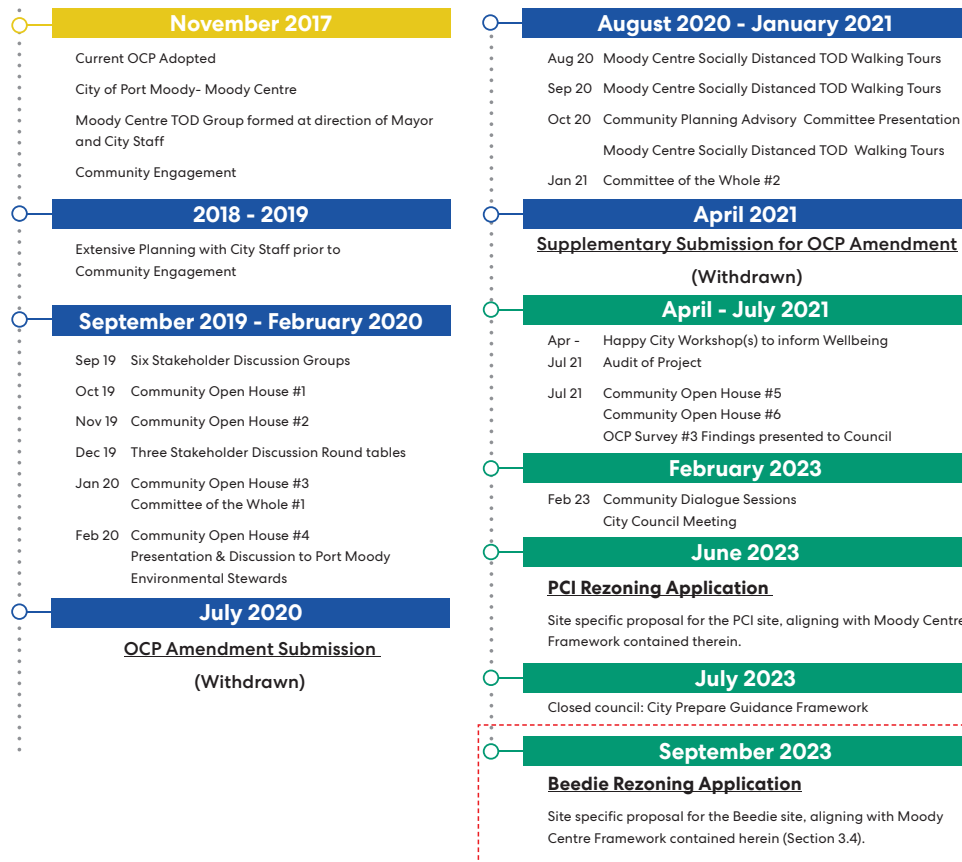 November 2017
Current OCP Adopted
City of Port Moody- Moody Centre
Moody Centre TOD Group formed at direction of Mayor
and City Staff
Community Engagement
2018 - 2019
Extensive Planning with City Staff prior to
Community Engagement
September 2019 - February 2020
Sep 19 Six Stakeholder Discussion Groups
Oct 19 Community Open House #1
Nov 19 Community Open House #2
Dec 19 Three Stakeholder Discussion Round tables
Jan 20 Community Open House #3
Committee of the Whole #1
Feb 20 Community Open House #4
Presentation & Discussion to Port Moody
Environmental Stewards
July 2020
OCP Amendment Submission
(Withdrawn)
August 2020 - January 2021
Aug 20 Moody Centre Socially Distanced TOD Walking Tours
Sep 20 Moody Centre Socially Distanced TOD Walking Tours
Oct 20 Community Planning Advisory Committee Presentation
Moody Centre Socially Distanced TOD Walking Tours
Jan 21 Committee of the Whole #2
April 2021
Supplementary Submission for OCP Amendment
(Withdrawn)
April - July 2021
Apr - Happy City Workshop(s) to inform Wellbeing
Jul 21 Audit of Project
Jul 21 Community Open House #5
Community Open House #6
OCP Survey #3 Findings presented to Council
February 2023
Feb 23 Community Dialogue Sessions
City Council Meeting
June 2023
PCI Rezoning Application
Site specific proposal for the PCI site, aligning with Moody Centre
Framework contained therein.
July 2023
Closed council: City Prepare Guidance Framework
September 2023
Beedie Rezoning Application
Site specific proposal for the Beedie site, aligning with Moody
Centre Framework contained herein (Section 3.4).